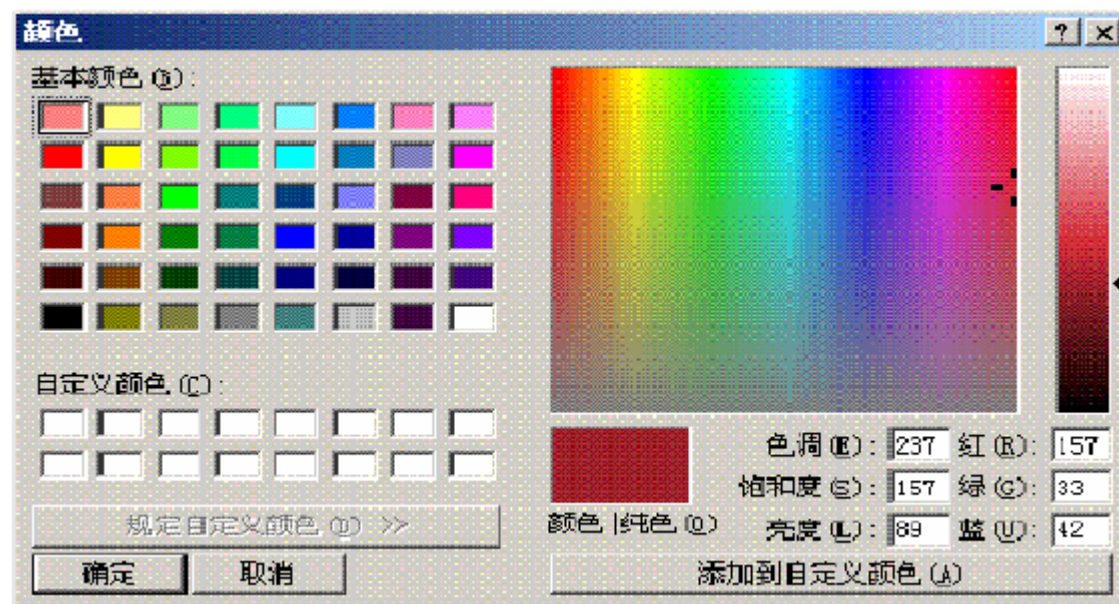 颜色
? ×
基本颜色(B):
自定义颜色(C):
规定自定义颜色(D) >>
确定 取消
色调(E): 237 红(R): 157
饱和度(S): 157 绿(G): 33
颜色|纯色(O) 亮度(L): 89 蓝(U): 42
添加到自定义颜色(A)